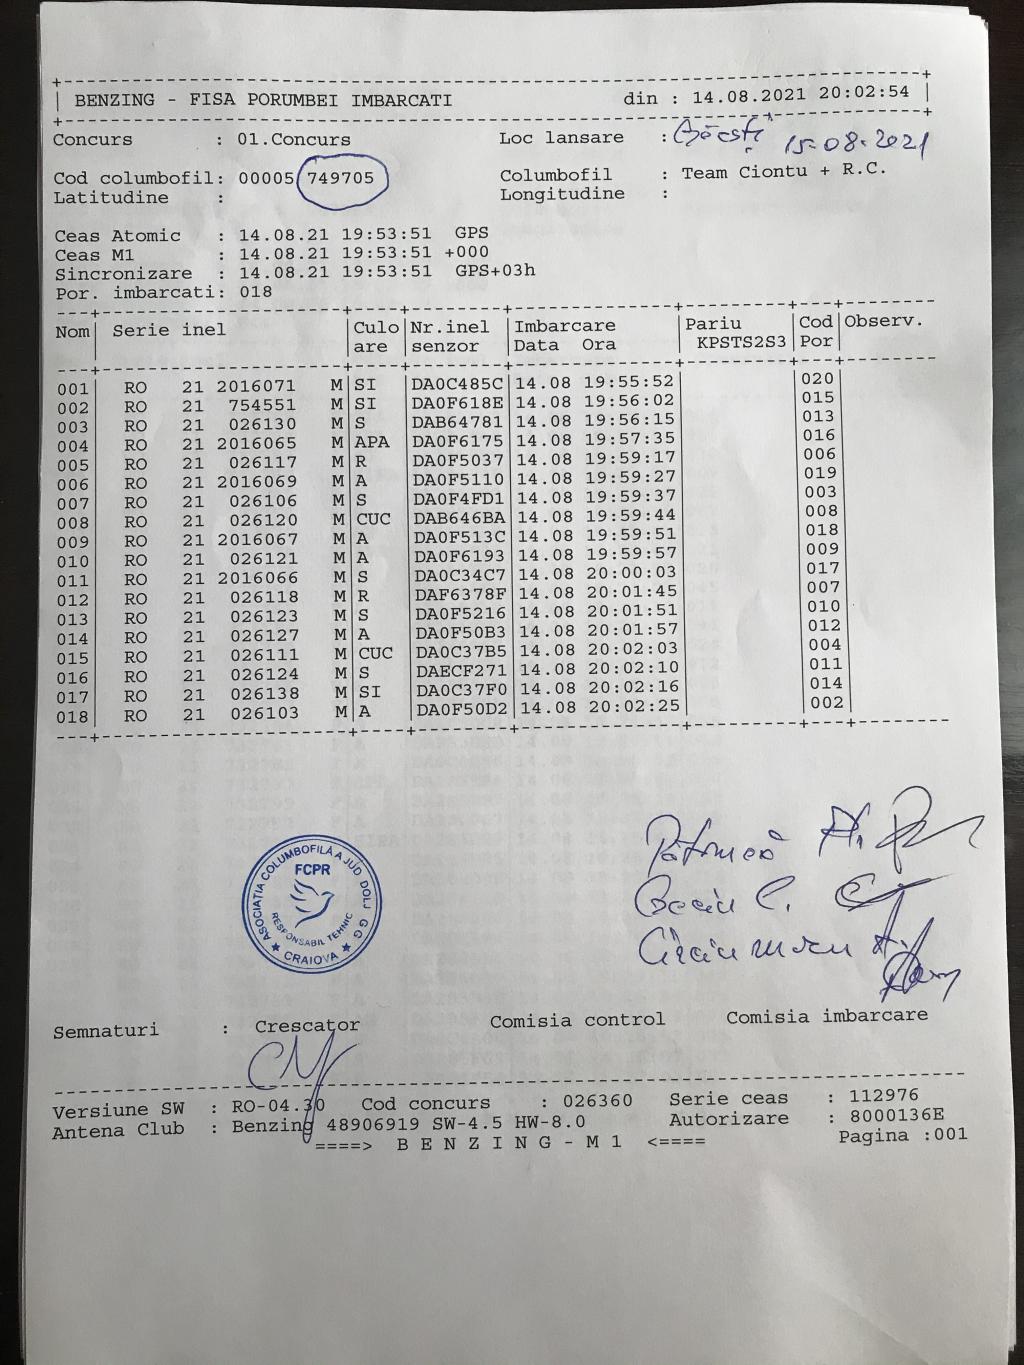 BENZING - FISA PORUMBEI IMBARCATI din : 14.08.2021 20:02:54
Concurs : 01.Concurs Loc lansare : Găești 15.08.2021
Cod columbofil: 00005 749705 Columbofil : Team Ciontu + R.C.
Latitudine : Longitudine :
Ceas Atomic : 14.08.21 19:53:51 GPS
Ceas M1 : 14.08.21 19:53:51 +000
Sincronizare : 14.08.21 19:53:51 GPS+03h
Por. imbarcati: 018
Nom Serie inel Culo Nr.inel Imbarcare Pariu Cod Observ.
are senzor Data Ora KPSTS2S3 Por
001 RO 21 2016071 M SI DA0C485C 14.08 19:55:52 020
002 RO 21 754551 M SI DA0F618E 14.08 19:56:02 015
003 RO 21 026130 M S DAB64781 14.08 19:56:15 013
004 RO 21 2016065 M APA DA0F6175 14.08 19:57:35 016
005 RO 21 026117 M R DA0F5037 14.08 19:59:17 006
006 RO 21 2016069 M A DA0F5110 14.08 19:59:27 019
007 RO 21 026106 M S DA0F4FD1 14.08 19:59:37 003
008 RO 21 026120 M CUC DAB646BA 14.08 19:59:44 008
009 RO 21 2016067 M A DA0F513C 14.08 19:59:51 018
010 RO 21 026121 M A DA0F6193 14.08 19:59:57 009
011 RO 21 2016066 M S DA0C34C7 14.08 20:00:03 017
012 RO 21 026118 M R DAF6378F 14.08 20:01:45 007
013 RO 21 026123 M S DA0F5216 14.08 20:01:51 010
014 RO 21 026127 M A DA0F50B3 14.08 20:01:57 012
015 RO 21 026111 M CUC DA0C37B5 14.08 20:02:03 004
016 RO 21 026124 M S DAECF271 14.08 20:02:10 011
017 RO 21 026138 M SI DA0C37F0 14.08 20:02:16 014
018 RO 21 026103 M A DA0F50D2 14.08 20:02:25 002
ASOCIATIA COLUMBOFILĂ A JUD DOLJ G G
FCPR
RESPONSABIL TEHNIC
CRAIOVA
Semnaturi : Crescator Comisia control Comisia imbarcare
Versiune SW : RO-04.30 Cod concurs : 026360 Serie ceas : 112976
Antena Club : Benzing 48906919 SW-4.5 HW-8.0 Autorizare : 8000136E
====> B E N Z I N G - M 1 <==== Pagina :001